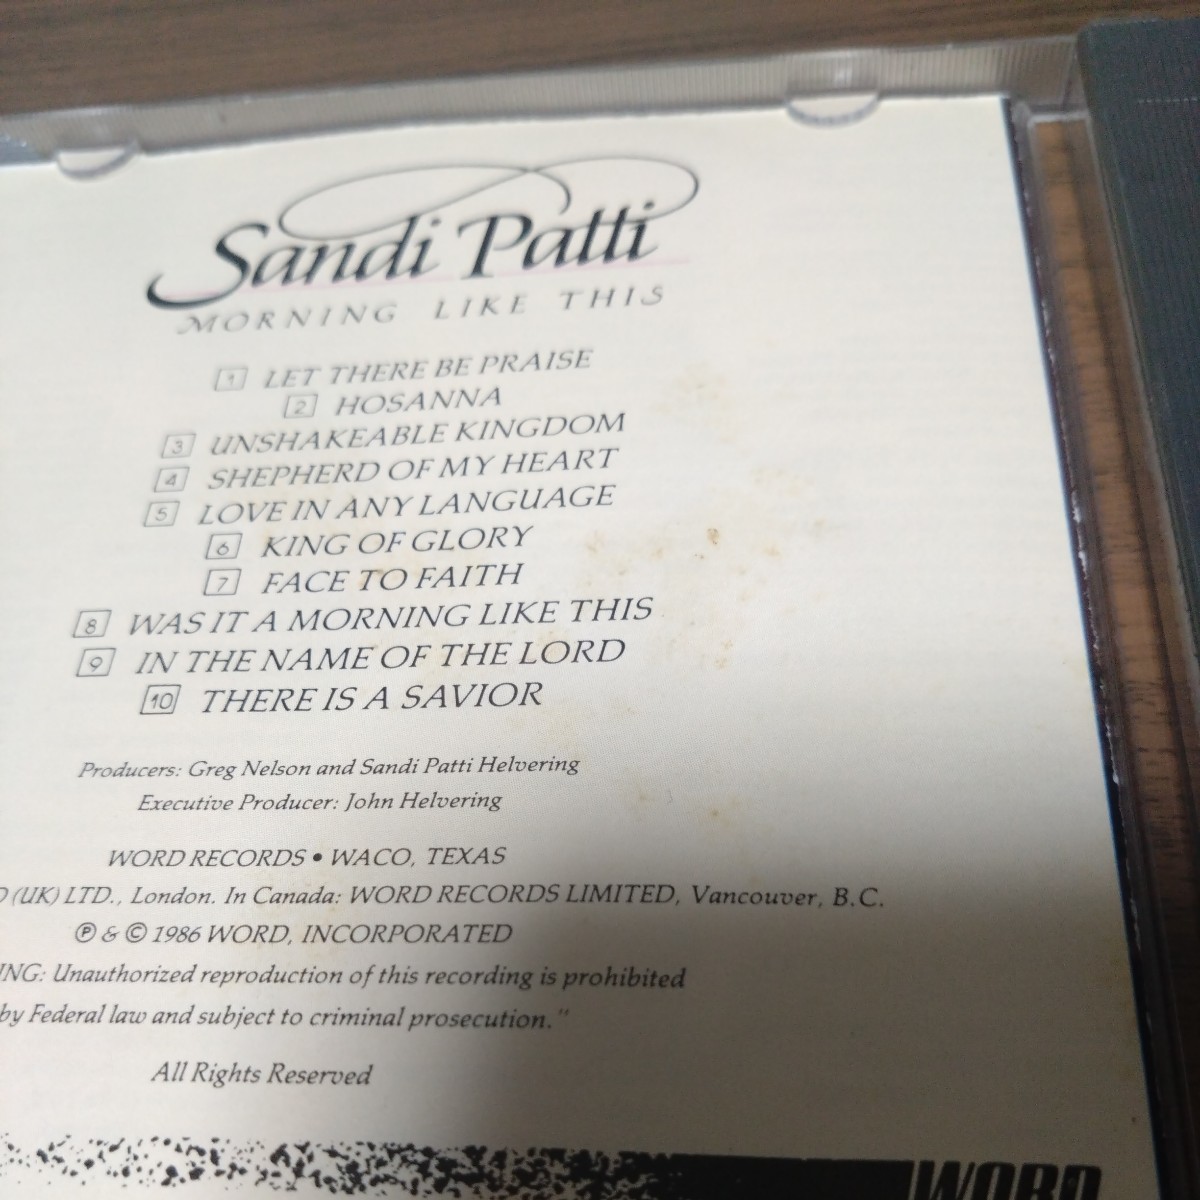 Sandi Patti
MORNING LIKE THIS
1 LET THERE BE PRAISE
2 HOSANNA
3 UNSHAKEABLE KINGDOM
4 SHEPHERD OF MY HEART
5 LOVE IN ANY LANGUAGE
6 KING OF GLORY
7 FACE TO FAITH
8 WAS IT A MORNING LIKE THIS
9 IN THE NAME OF THE LORD
10 THERE IS A SAVIOR
Producers: Greg Nelson and Sandi Patti Helvering
Executive Producer: John Helvering
WORD RECORDS • WACO, TEXAS
(UK) LTD., London. In Canada: WORD RECORDS LIMITED, Vancouver, B.C.
Ⓟ & © 1986 WORD, INCORPORATED
NG: Unauthorized reproduction of this recording is prohibited
by Federal law and subject to criminal prosecution."
All Rights Reserved
WORD